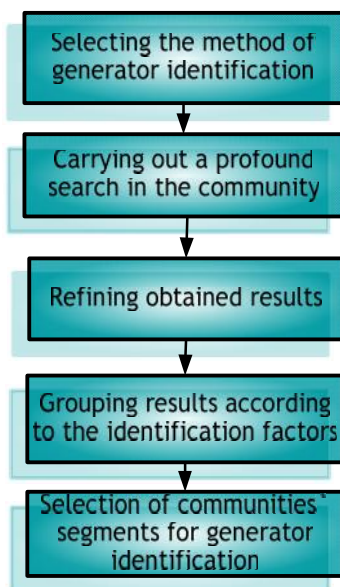 Selecting the method of
generator identification
Carrying out a profound
search in the community
Refining obtained results
Grouping results according
to the identification factors
Selection of communities`
segments for generator
identification